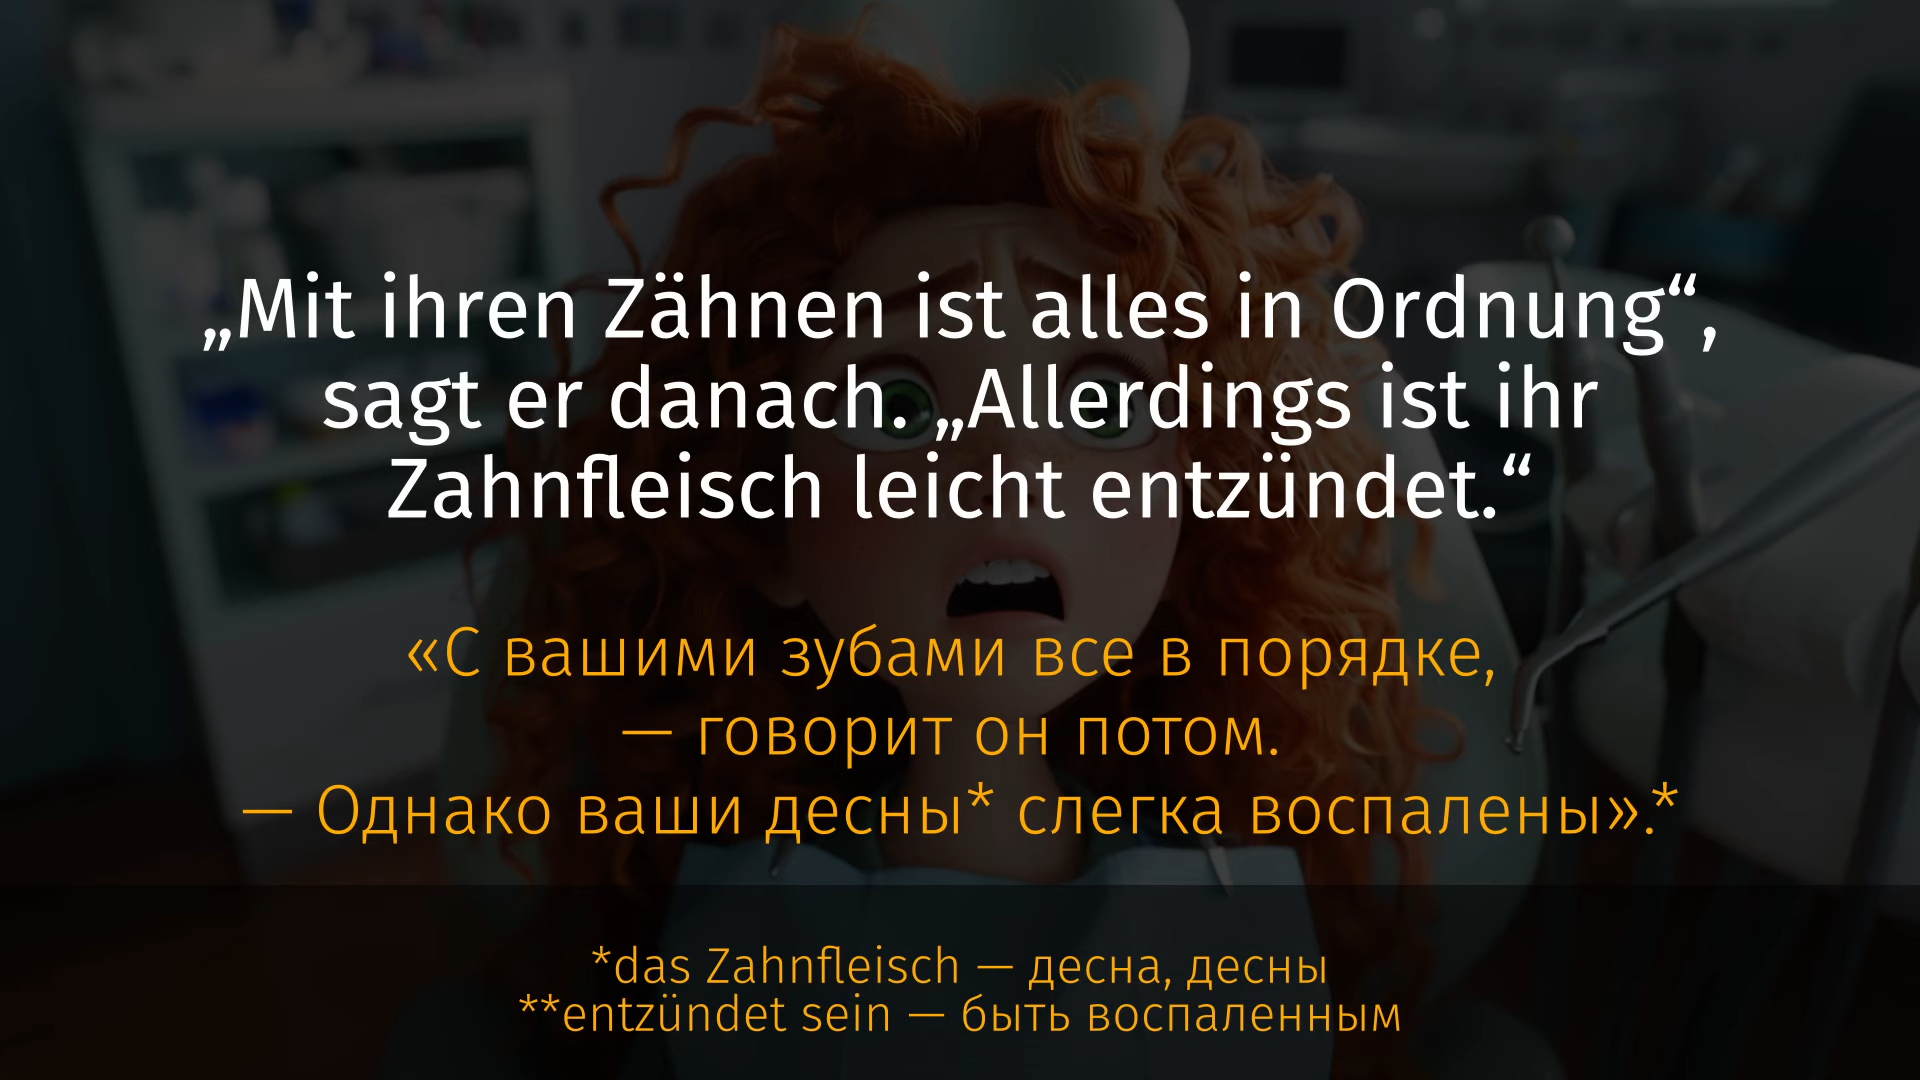 „Mit ihren Zähnen ist alles in Ordnung“,
sagt er danach. „Allerdings ist ihr
Zahnfleisch leicht entzündet.“
«С вашими зубами все в порядке,
— говорит он потом.
— Однако ваши десны* слегка воспалены».*
*das Zahnfleisch — десна, десны
**entzündet sein — быть воспаленным